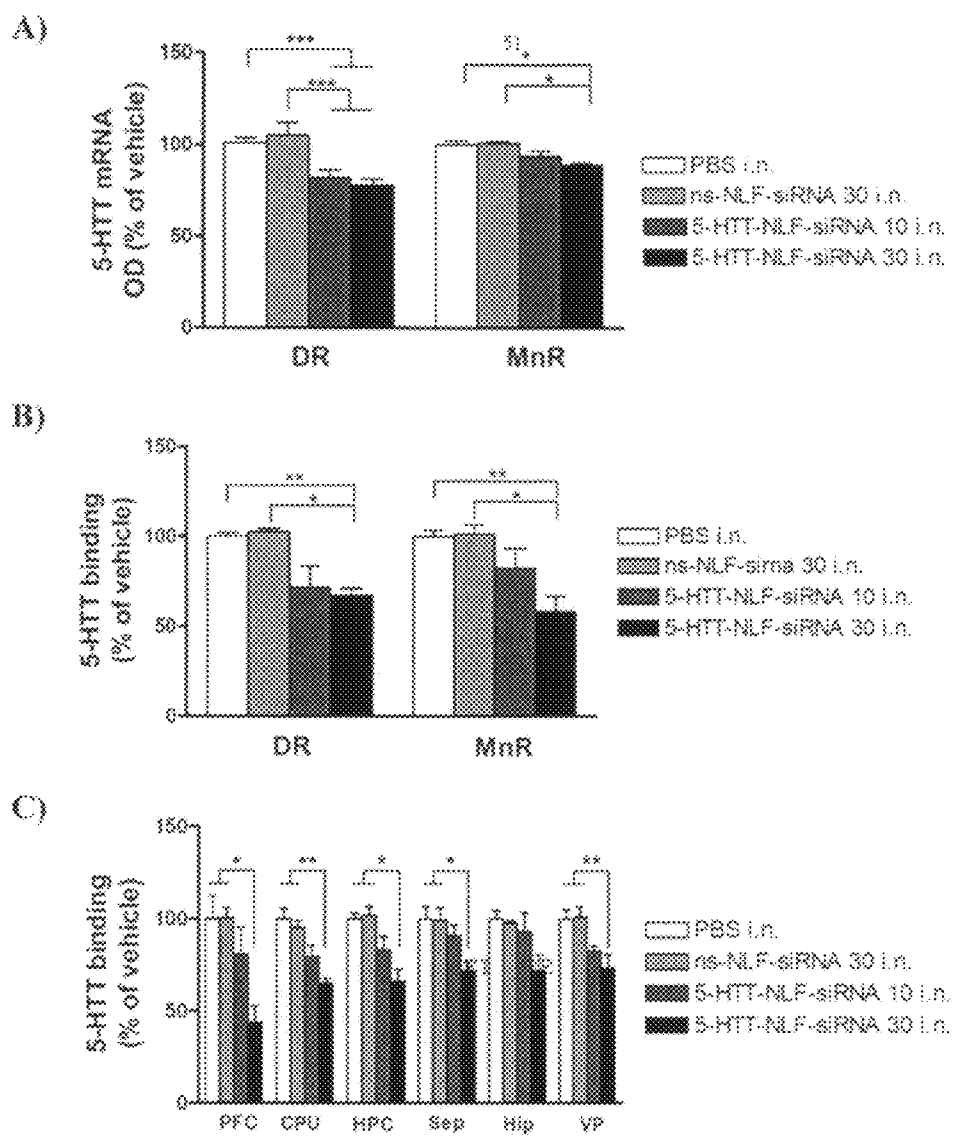 A)
150
100
50
0
5-HTT mRNA
OD (% of vehicle)
***
***
*
*
DR
MnR
PBS i.n.
ns-NLF-siRNA 30 i.n.
5-HTT-NLF-siRNA 10 i.n.
5-HTT-NLF-siRNA 30 i.n.
B)
150
100
50
0
5-HTT binding
(% of vehicle)
**
*
**
*
DR
MnR
PBS i.n.
ns-NLF-sirna 30 i.n.
5-HTT-NLF-siRNA 10 i.n.
5-HTT-NLF-siRNA 30 i.n.
C)
150
100
50
0
5-HTT binding
(% of vehicle)
*
**
*
*
**
PFC
CPU
HPC
Sep
Hip
VP
PBS i.n.
ns-NLF-siRNA 30 i.n.
5-HTT-NLF-siRNA 10 i.n.
5-HTT-NLF-siRNA 30 i.n.